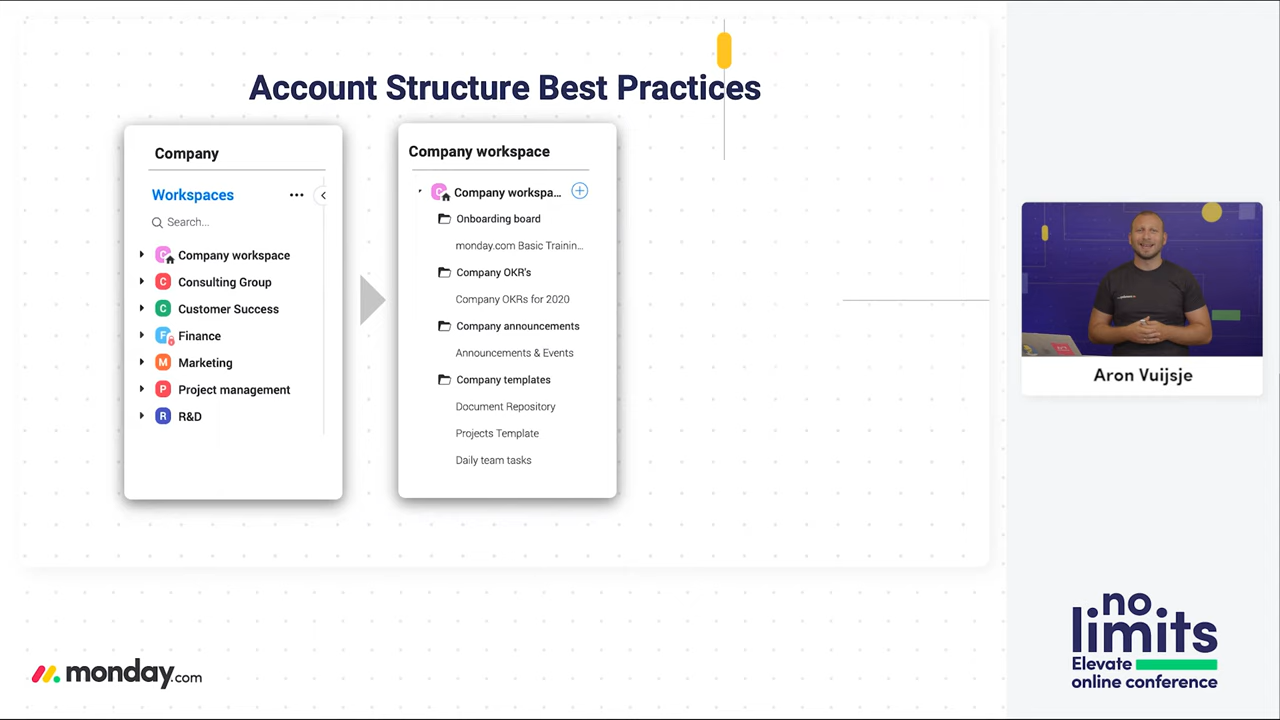 Account Structure Best Practices
Company
Workspaces
Search...
C Company workspace
C Consulting Group
C Customer Success
F Finance
M Marketing
P Project management
R R&D
Company workspace
C Company workspa...
Onboarding board
monday.com Basic Trainin...
Company OKR's
Company OKRs for 2020
Company announcements
Announcements & Events
Company templates
Document Repository
Projects Template
Daily team tasks
Aron Vuijsje
monday.com
no
limits
Elevate
online conference